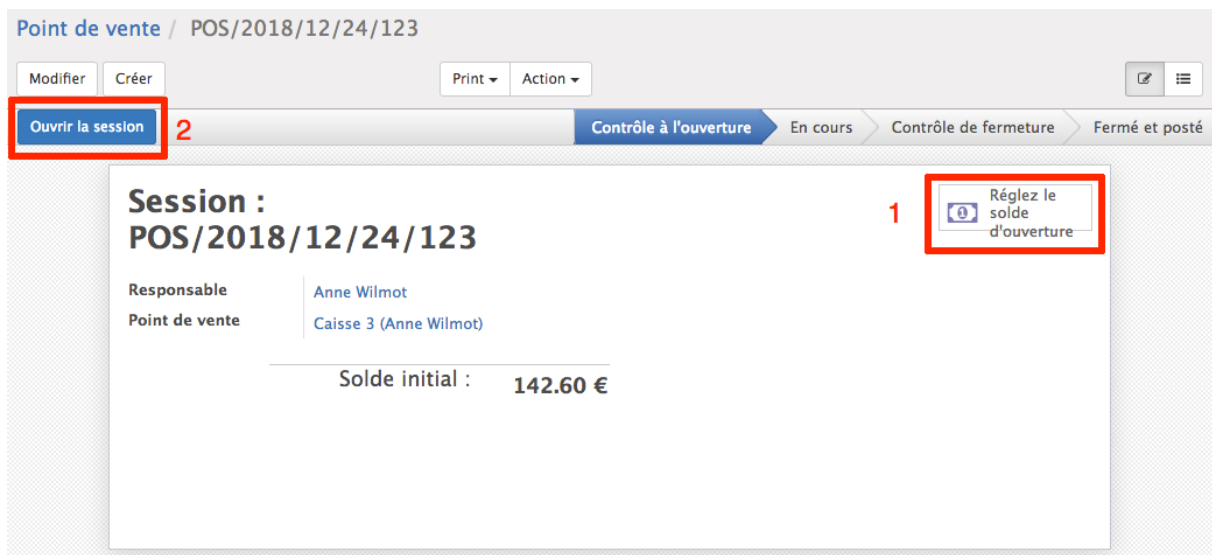 Point de vente / POS/2018/12/24/123
Modifier Créer Print Action
Ouvrir la session 2 Contrôle à l'ouverture En cours Contrôle de fermeture Fermé et posté
Session :
POS/2018/12/24/123
1
Réglez le
solde
d'ouverture
Responsable Anne Wilmot
Point de vente Caisse 3 (Anne Wilmot)
Solde initial : 142.60 €